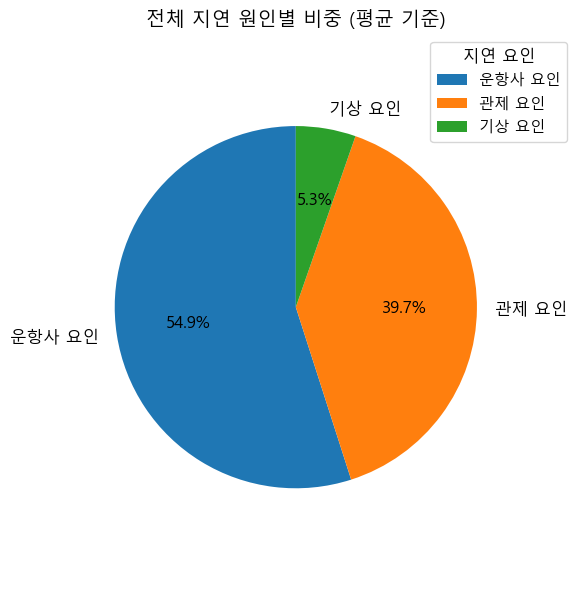 전체 지연 원인별 비중 (평균 기준)
지연 요인
운항사 요인
관제 요인
기상 요인
기상 요인
5.3%
39.7%
관제 요인
54.9%
운항사 요인